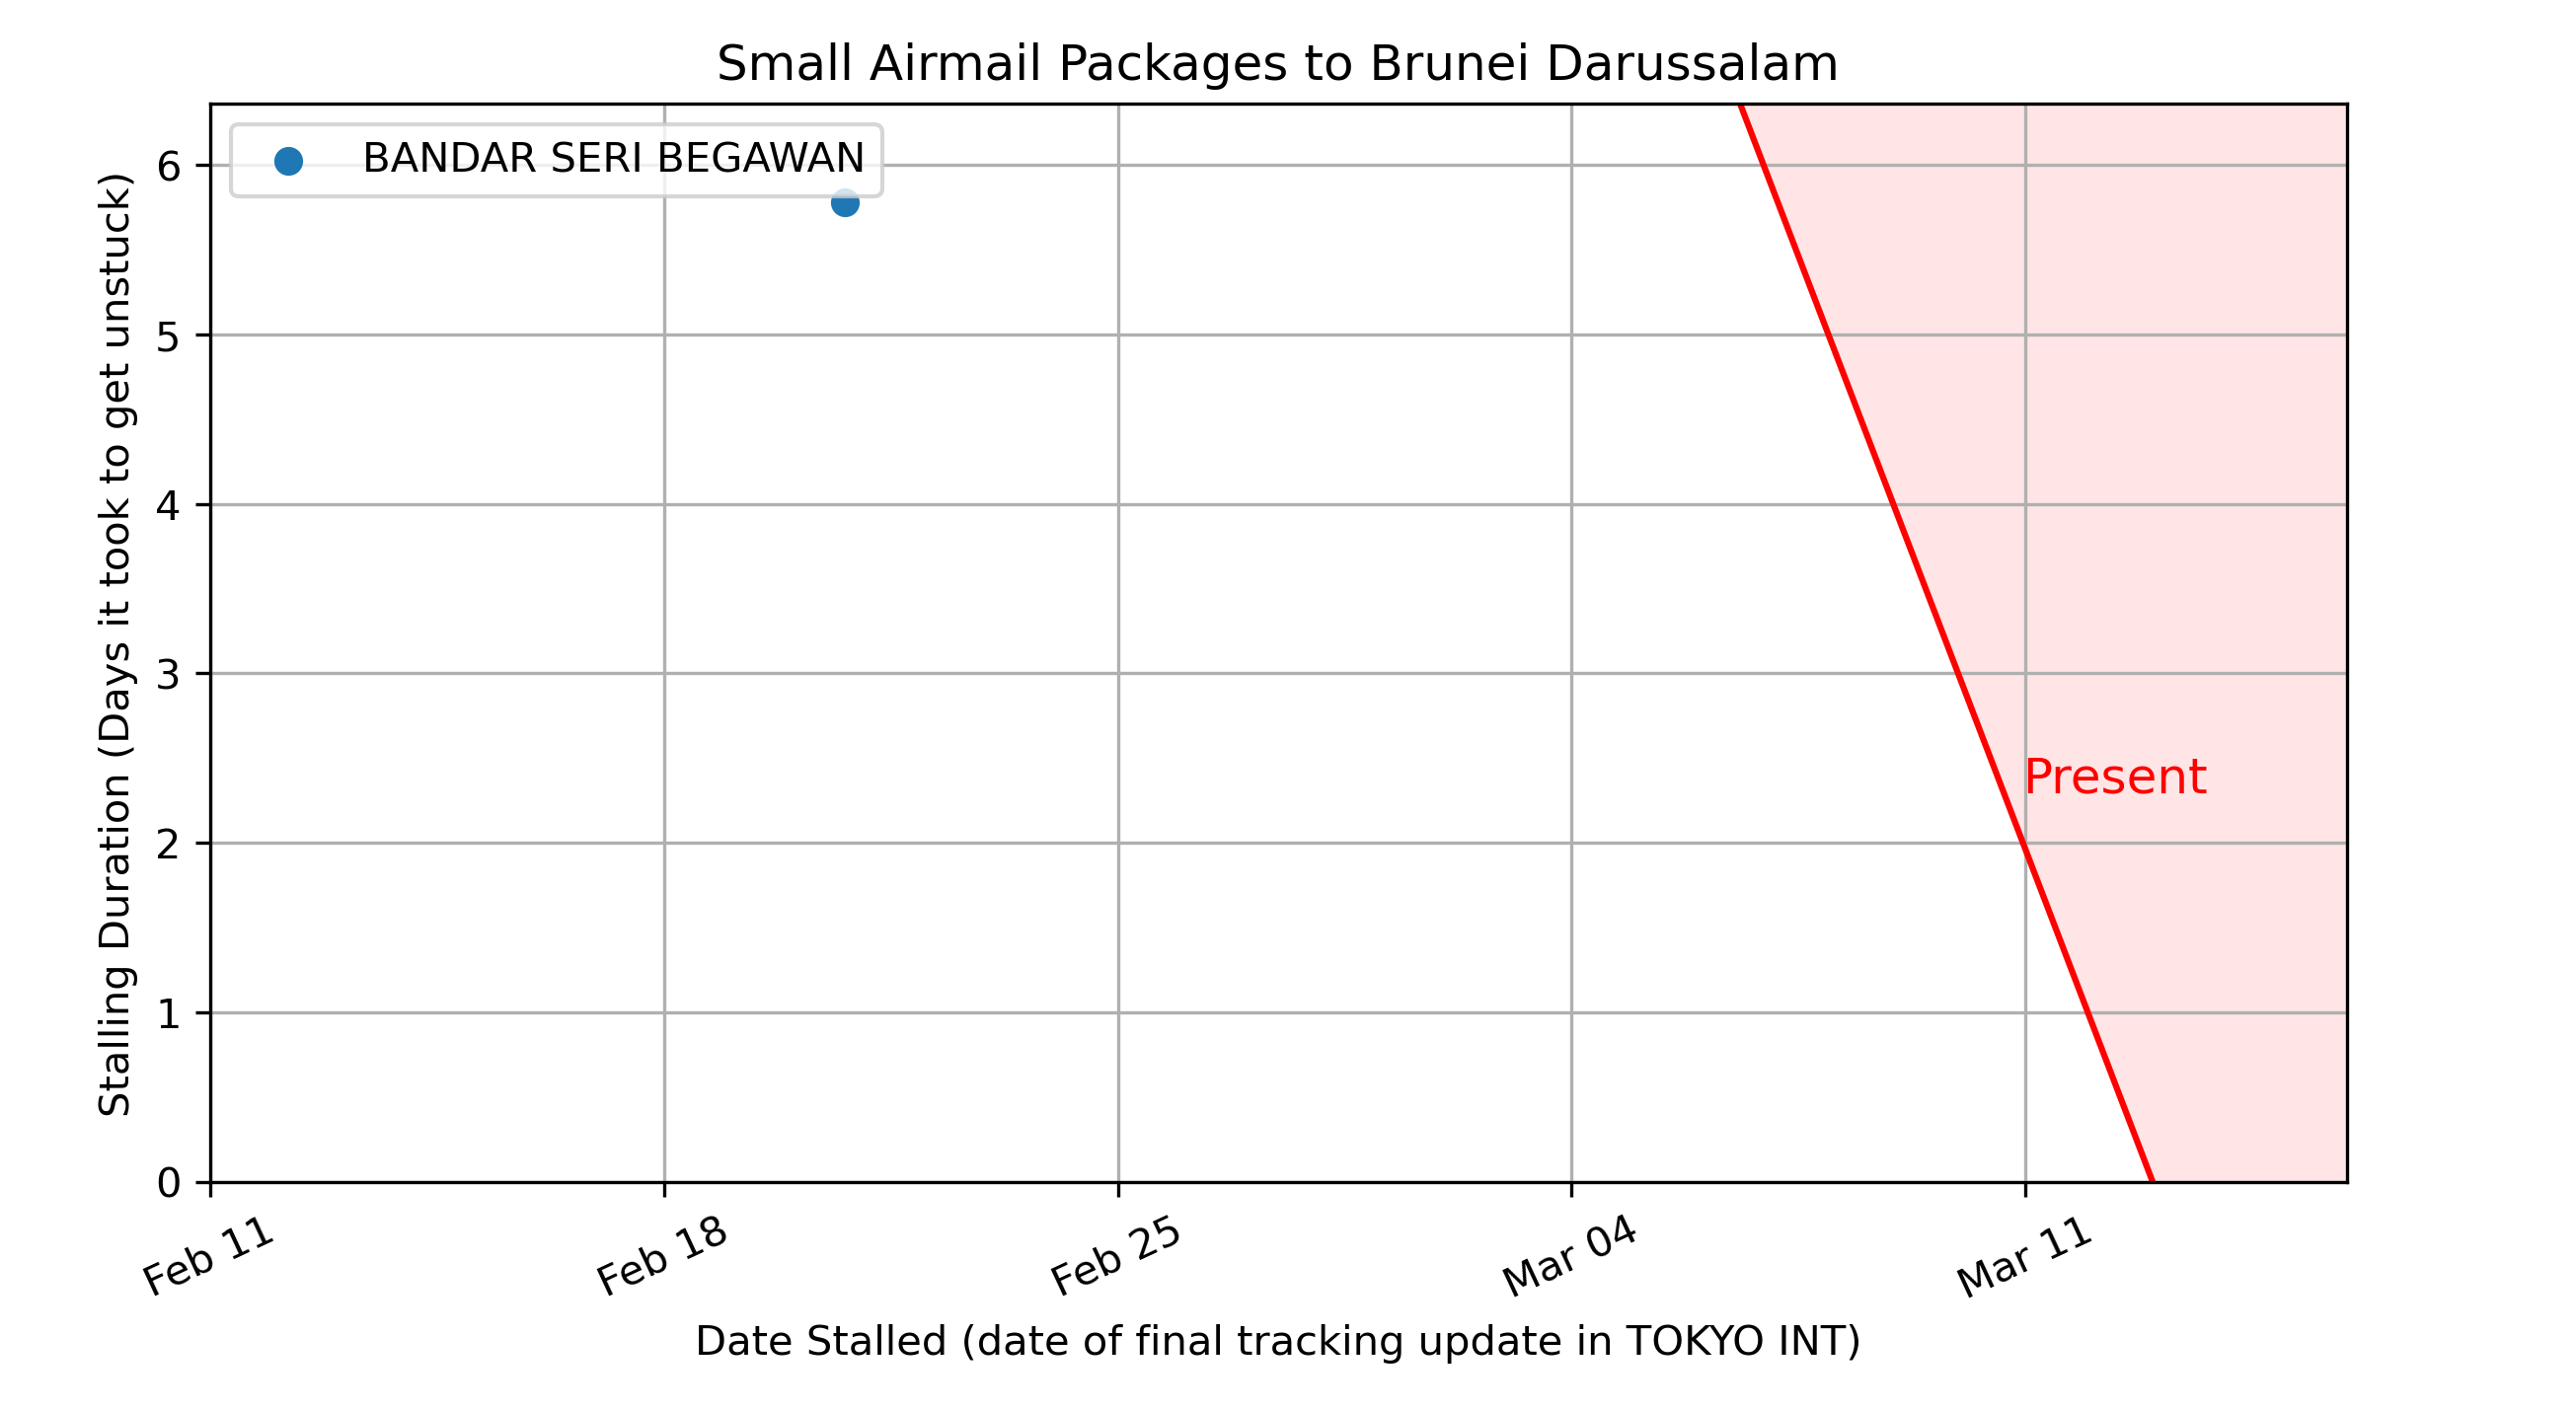 Small Airmail Packages to Brunei Darussalam
BANDAR SERI BEGAWAN
Stalling Duration (Days it took to get unstuck)
6
5
4
3
2
1
0
Present
Feb 11
Feb 18
Feb 25
Mar 04
Mar 11
Date Stalled (date of final tracking update in TOKYO INT)